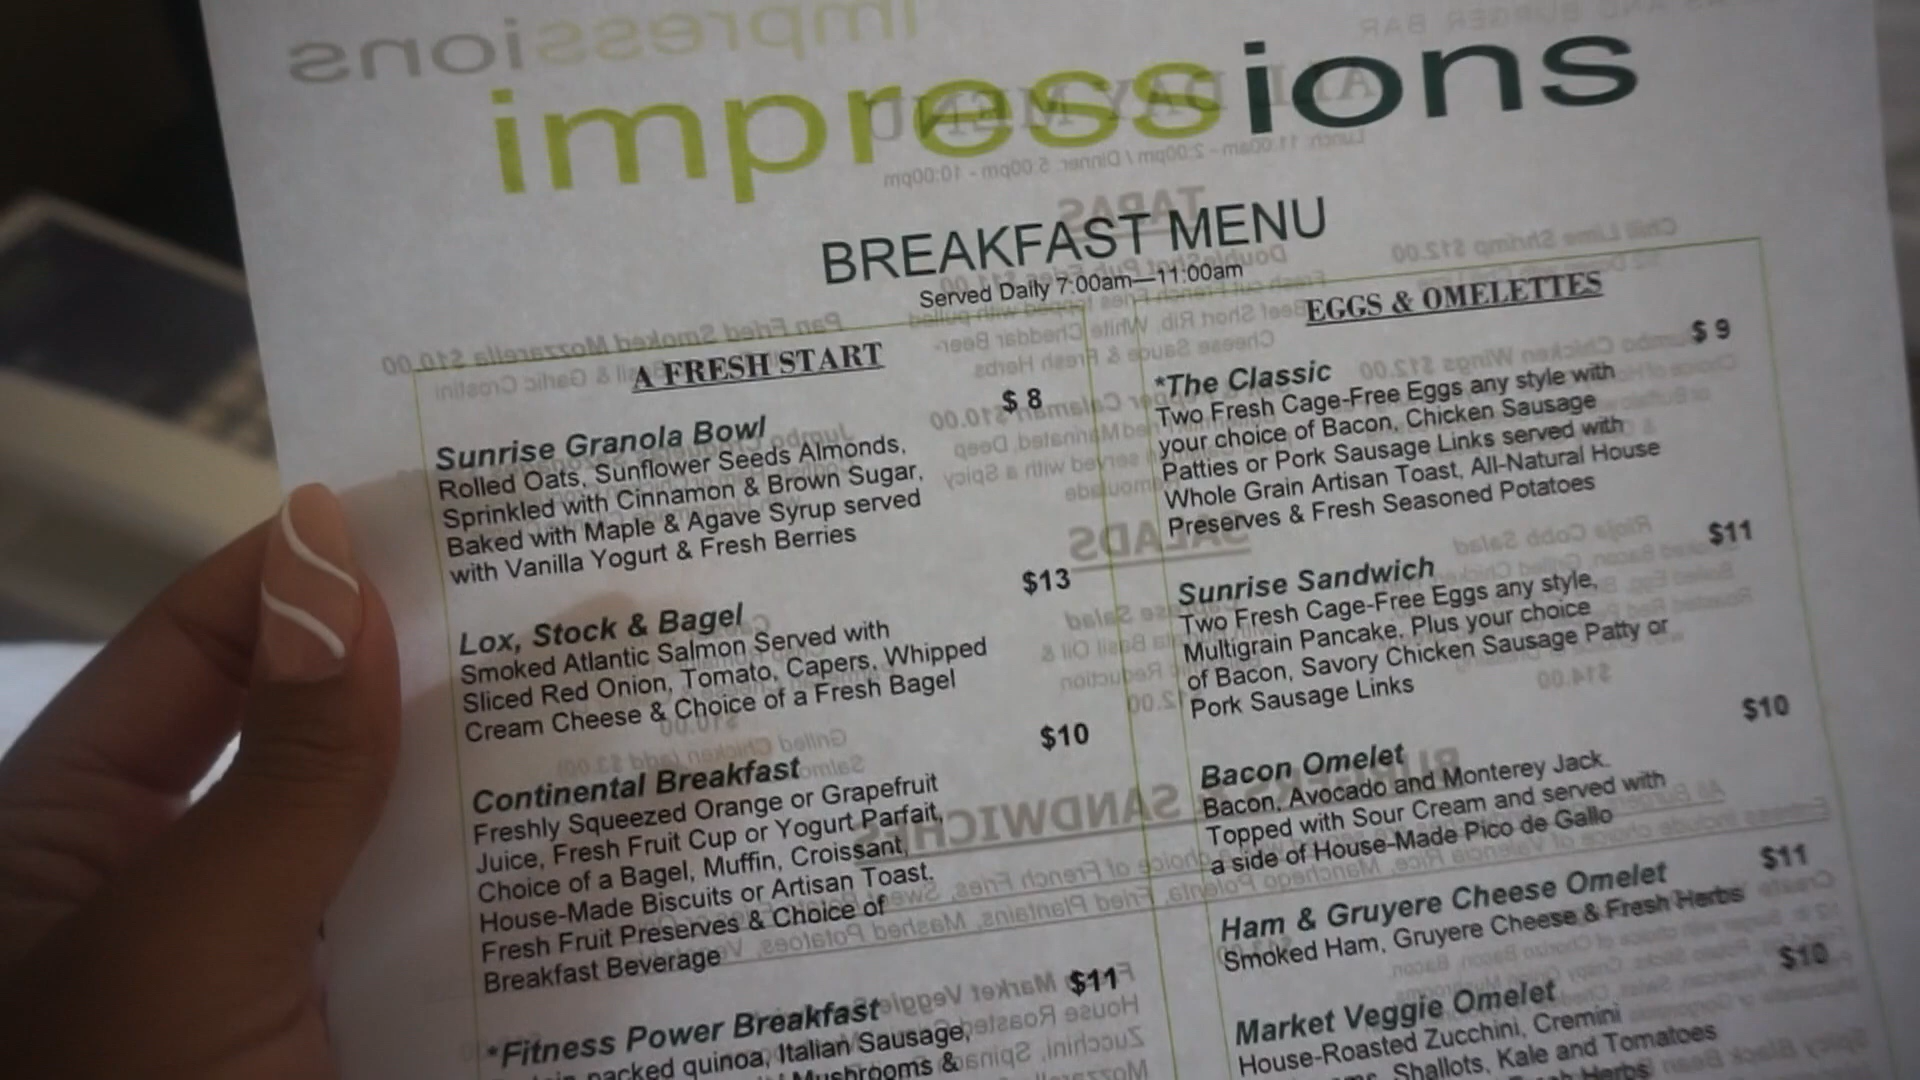 impressions
BREAKFAST MENU
Served Daily 7:00am—11:00am
A FRESH START
Sunrise Granola Bowl $ 8
Rolled Oats, Sunflower Seeds Almonds,
Sprinkled with Cinnamon & Brown Sugar,
Baked with Maple & Agave Syrup served
with Vanilla Yogurt & Fresh Berries
Lox, Stock & Bagel $13
Smoked Atlantic Salmon Served with
Sliced Red Onion, Tomato, Capers, Whipped
Cream Cheese & Choice of a Fresh Bagel
Continental Breakfast $10
Freshly Squeezed Orange or Grapefruit
Juice, Fresh Fruit Cup or Yogurt Parfait,
Choice of a Bagel, Muffin, Croissant,
House-Made Biscuits or Artisan Toast.
Fresh Fruit Preserves & Choice of
Breakfast Beverage
*Fitness Power Breakfast $11
packed quinoa, Italian Sausage,
Mushrooms &
EGGS & OMELETTES
*The Classic $ 9
Two Fresh Cage-Free Eggs any style with
your choice of Bacon, Chicken Sausage
Patties or Pork Sausage Links served with
Whole Grain Artisan Toast, All-Natural House
Preserves & Fresh Seasoned Potatoes
Sunrise Sandwich $11
Two Fresh Cage-Free Eggs any style,
Multigrain Pancake, Plus your choice
of Bacon, Savory Chicken Sausage Patty or
Pork Sausage Links
Bacon Omelet $10
Bacon, Avocado and Monterey Jack.
Topped with Sour Cream and served with
a side of House-Made Pico de Gallo
Ham & Gruyere Cheese Omelet $11
Smoked Ham, Gruyere Cheese & Fresh Herbs
Market Veggie Omelet $10
House-Roasted Zucchini, Cremini
Shallots, Kale and Tomatoes
Herbs